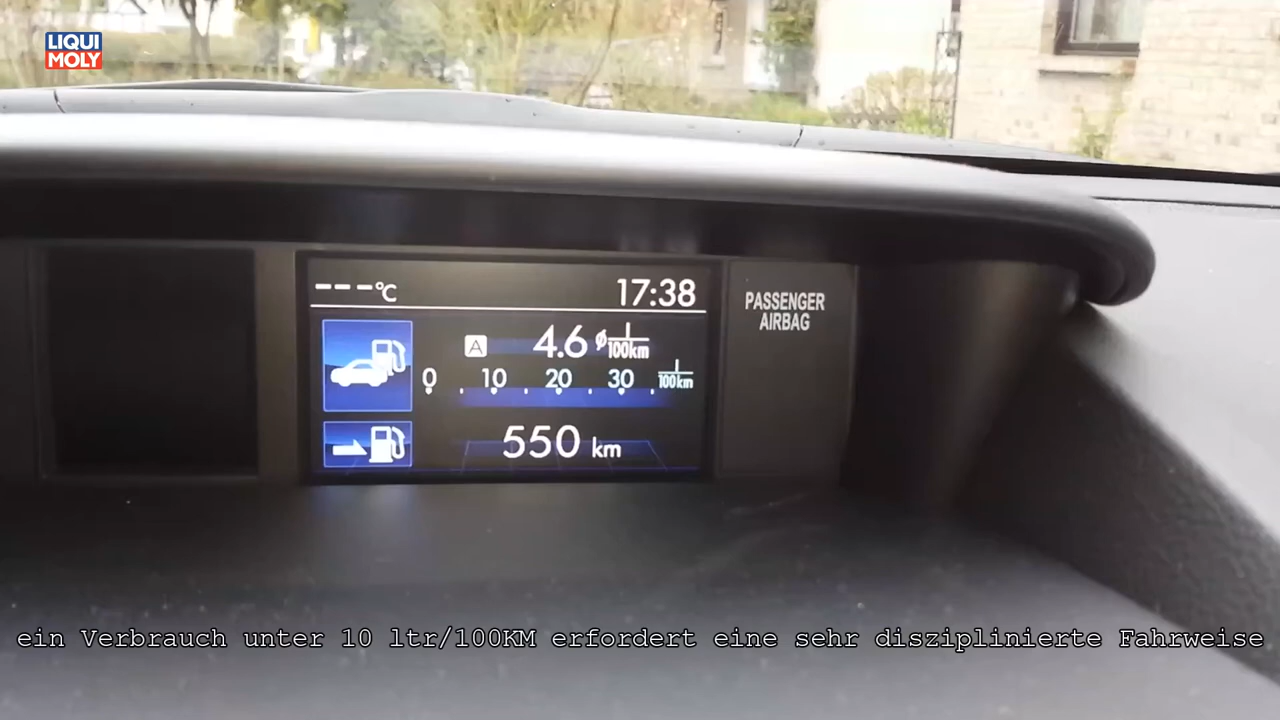 LIQUI
MOLY
---°C 17:38
A 4.6 ø l/100km
0 10 20 30 l/100km
550 km
PASSENGER
AIRBAG
ein Verbrauch unter 10 ltr/100KM erfordert eine sehr disziplinierte Fahrweise